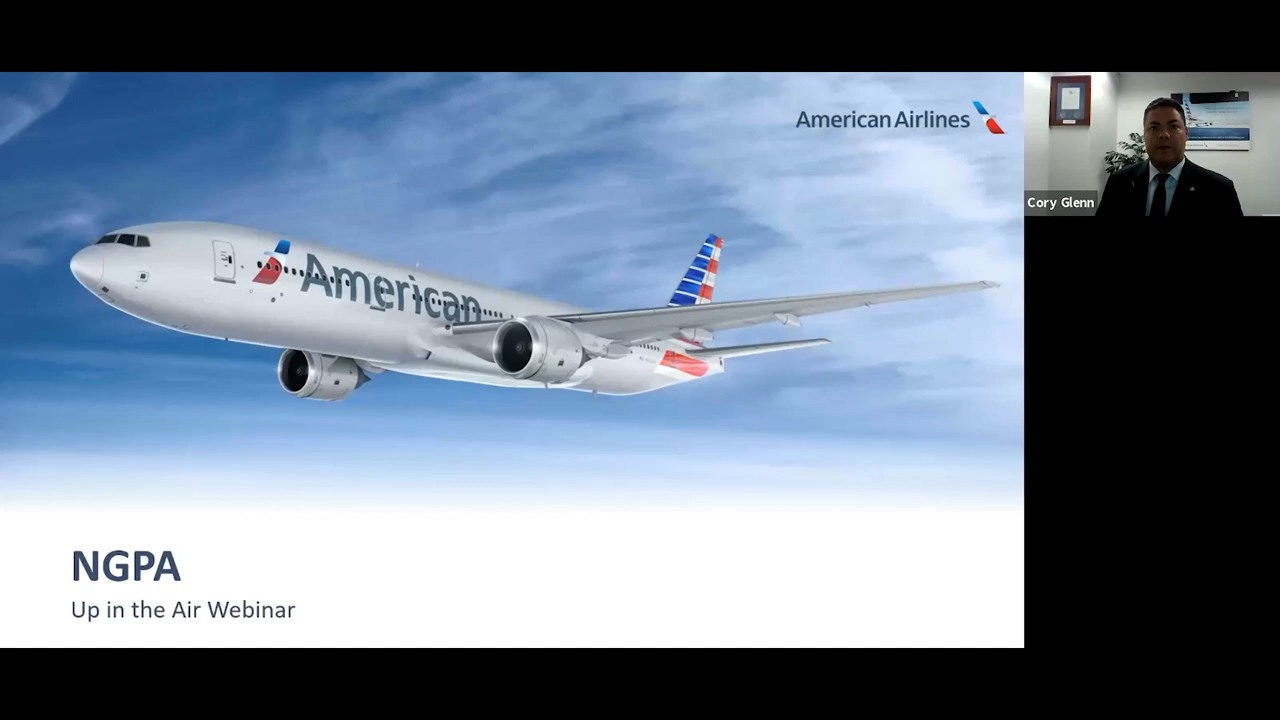 American Airlines
American
Cory Glenn
NGPA
Up in the Air Webinar